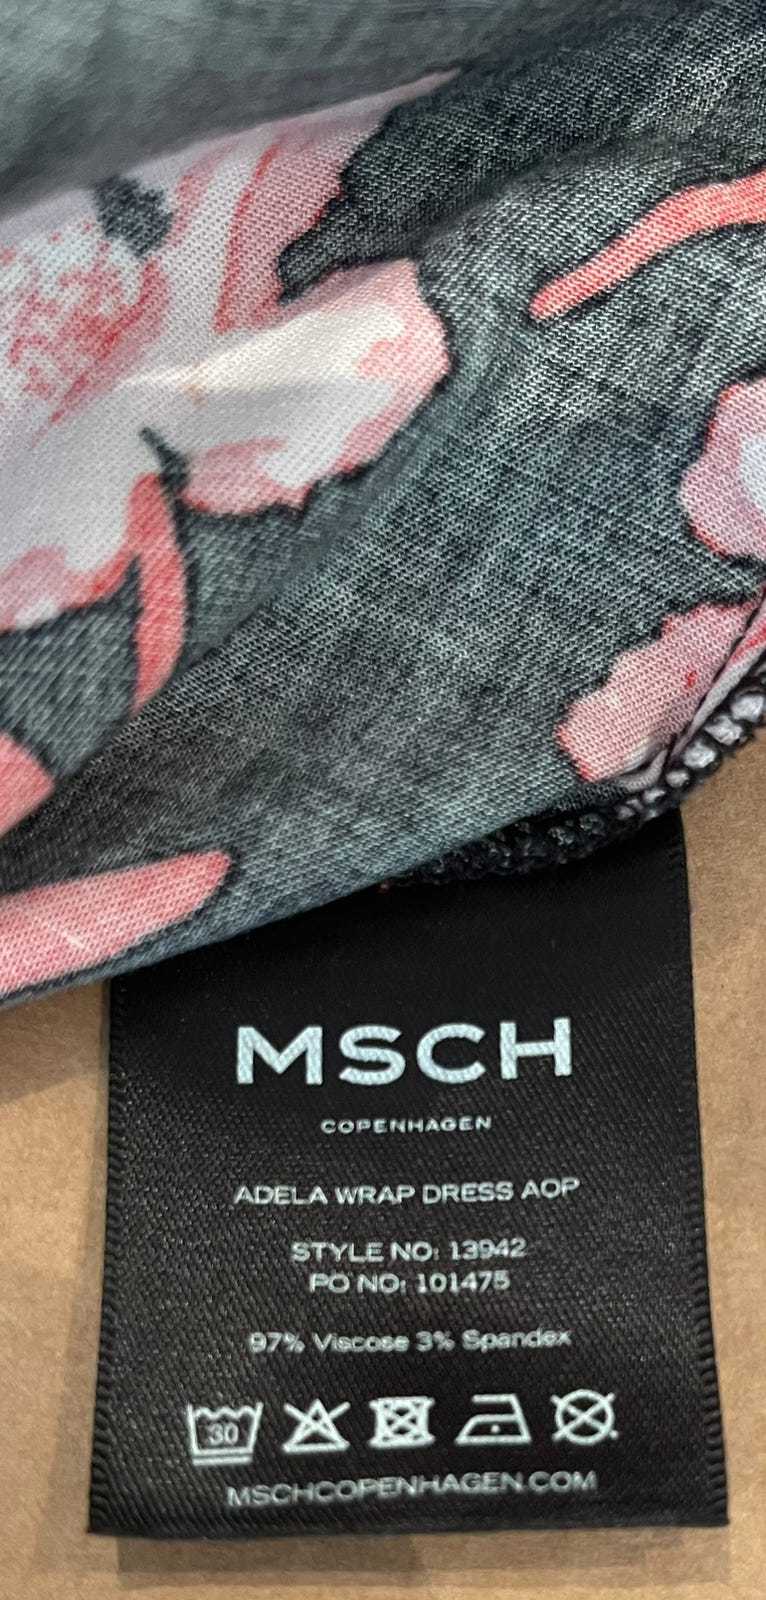 MSCH
COPENHAGEN
ADELA WRAP DRESS AOP
STYLE NO: 13942
PO NO: 101475
97% Viscose 3% Spandex
30
MSCHCOPENHAGEN.COM